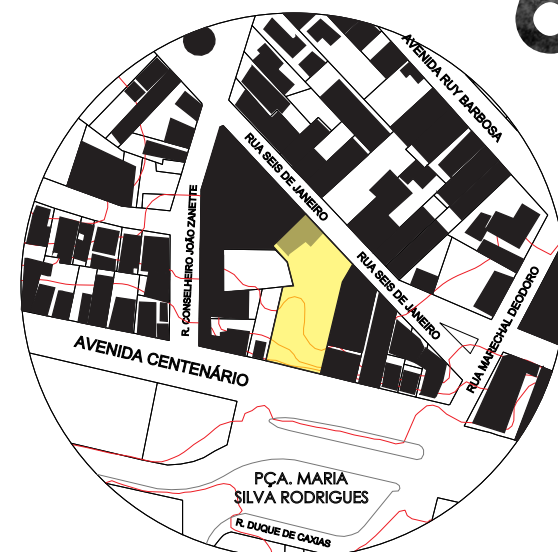 AVENIDA RUY BARBOSA
RUA SEIS DE JANEIRO
R. CONSELHEIRO JOÃO ZANETTE
RUA SEIS DE JANEIRO
RUA MARECHAL DEODORO
AVENIDA CENTENÁRIO
PÇA. MARIA
SILVA RODRIGUES
R. DUQUE DE CAXIAS